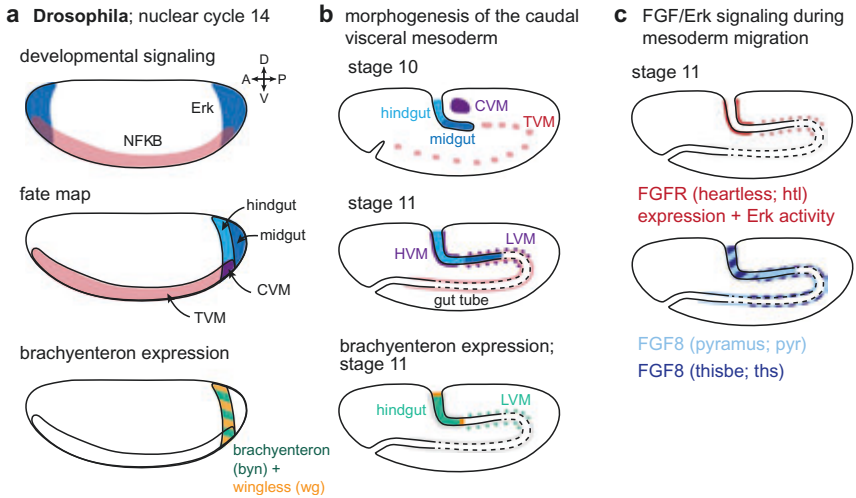 a Drosophila; nuclear cycle 14
developmental signaling
D
A P
V
Erk
NFKB
fate map
hindgut
midgut
CVM
TVM
brachyenteron expression
brachyenteron
(byn) +
wingless (wg)
b morphogenesis of the caudal
visceral mesoderm
stage 10
hindgut
CVM
TVM
midgut
stage 11
HVM
LVM
gut tube
brachyenteron expression;
stage 11
hindgut
LVM
c FGF/Erk signaling during
mesoderm migration
stage 11
FGFR (heartless; htl)
expression + Erk activity
FGF8 (pyramus; pyr)
FGF8 (thisbe; ths)